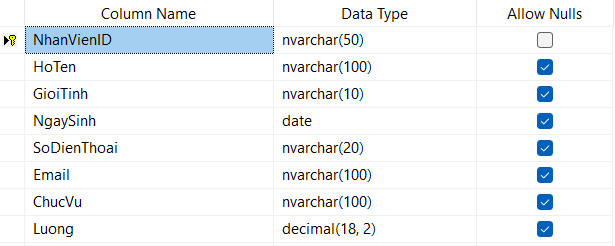 Column Name Data Type Allow Nulls
NhanVienID nvarchar(50)
HoTen nvarchar(100)
GioiTinh nvarchar(10)
NgaySinh date
SoDienThoai nvarchar(20)
Email nvarchar(100)
ChucVu nvarchar(100)
Luong decimal(18, 2)